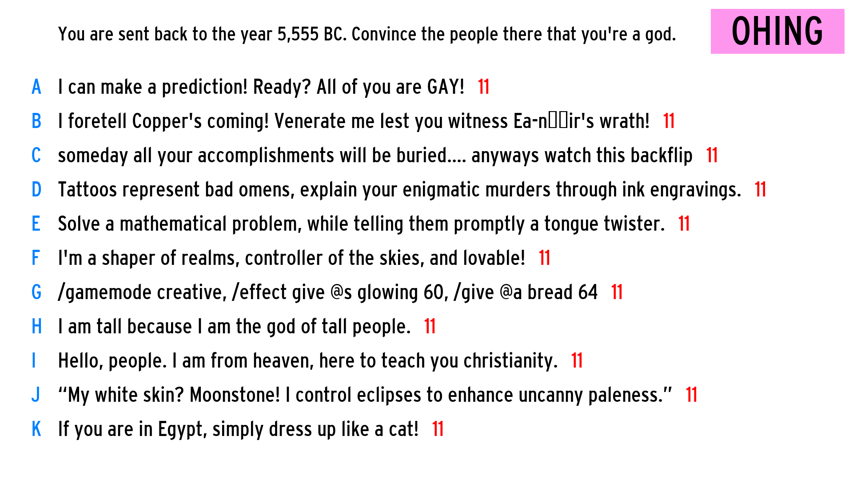 You are sent back to the year 5,555 BC. Convince the people there that you're a god.
OHING
A I can make a prediction! Ready? All of you are GAY! 11
B I foretell Copper's coming! Venerate me lest you witness Ea-n▯▯ir's wrath! 11
C someday all your accomplishments will be buried.... anyways watch this backflip 11
D Tattoos represent bad omens, explain your enigmatic murders through ink engravings. 11
E Solve a mathematical problem, while telling them promptly a tongue twister. 11
F I'm a shaper of realms, controller of the skies, and lovable! 11
G /gamemode creative, /effect give @s glowing 60, /give @a bread 64 11
H I am tall because I am the god of tall people. 11
I Hello, people. I am from heaven, here to teach you christianity. 11
J “My white skin? Moonstone! I control eclipses to enhance uncanny paleness.” 11
K If you are in Egypt, simply dress up like a cat! 11